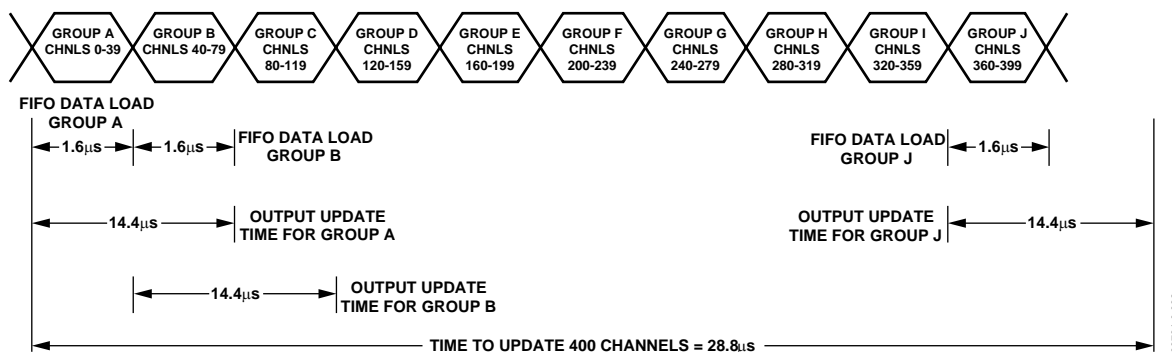 GROUP A
CHNLS 0-39
GROUP B
CHNLS 40-79
GROUP C
CHNLS
80-119
GROUP D
CHNLS
120-159
GROUP E
CHNLS
160-199
GROUP F
CHNLS
200-239
GROUP G
CHNLS
240-279
GROUP H
CHNLS
280-319
GROUP I
CHNLS
320-359
GROUP J
CHNLS
360-399
FIFO DATA LOAD
GROUP A
1.6μs
1.6μs
FIFO DATA LOAD
GROUP B
FIFO DATA LOAD
GROUP J
1.6μs
14.4μs
OUTPUT UPDATE
TIME FOR GROUP A
OUTPUT UPDATE
TIME FOR GROUP J
14.4μs
14.4μs
OUTPUT UPDATE
TIME FOR GROUP B
TIME TO UPDATE 400 CHANNELS = 28.8μs